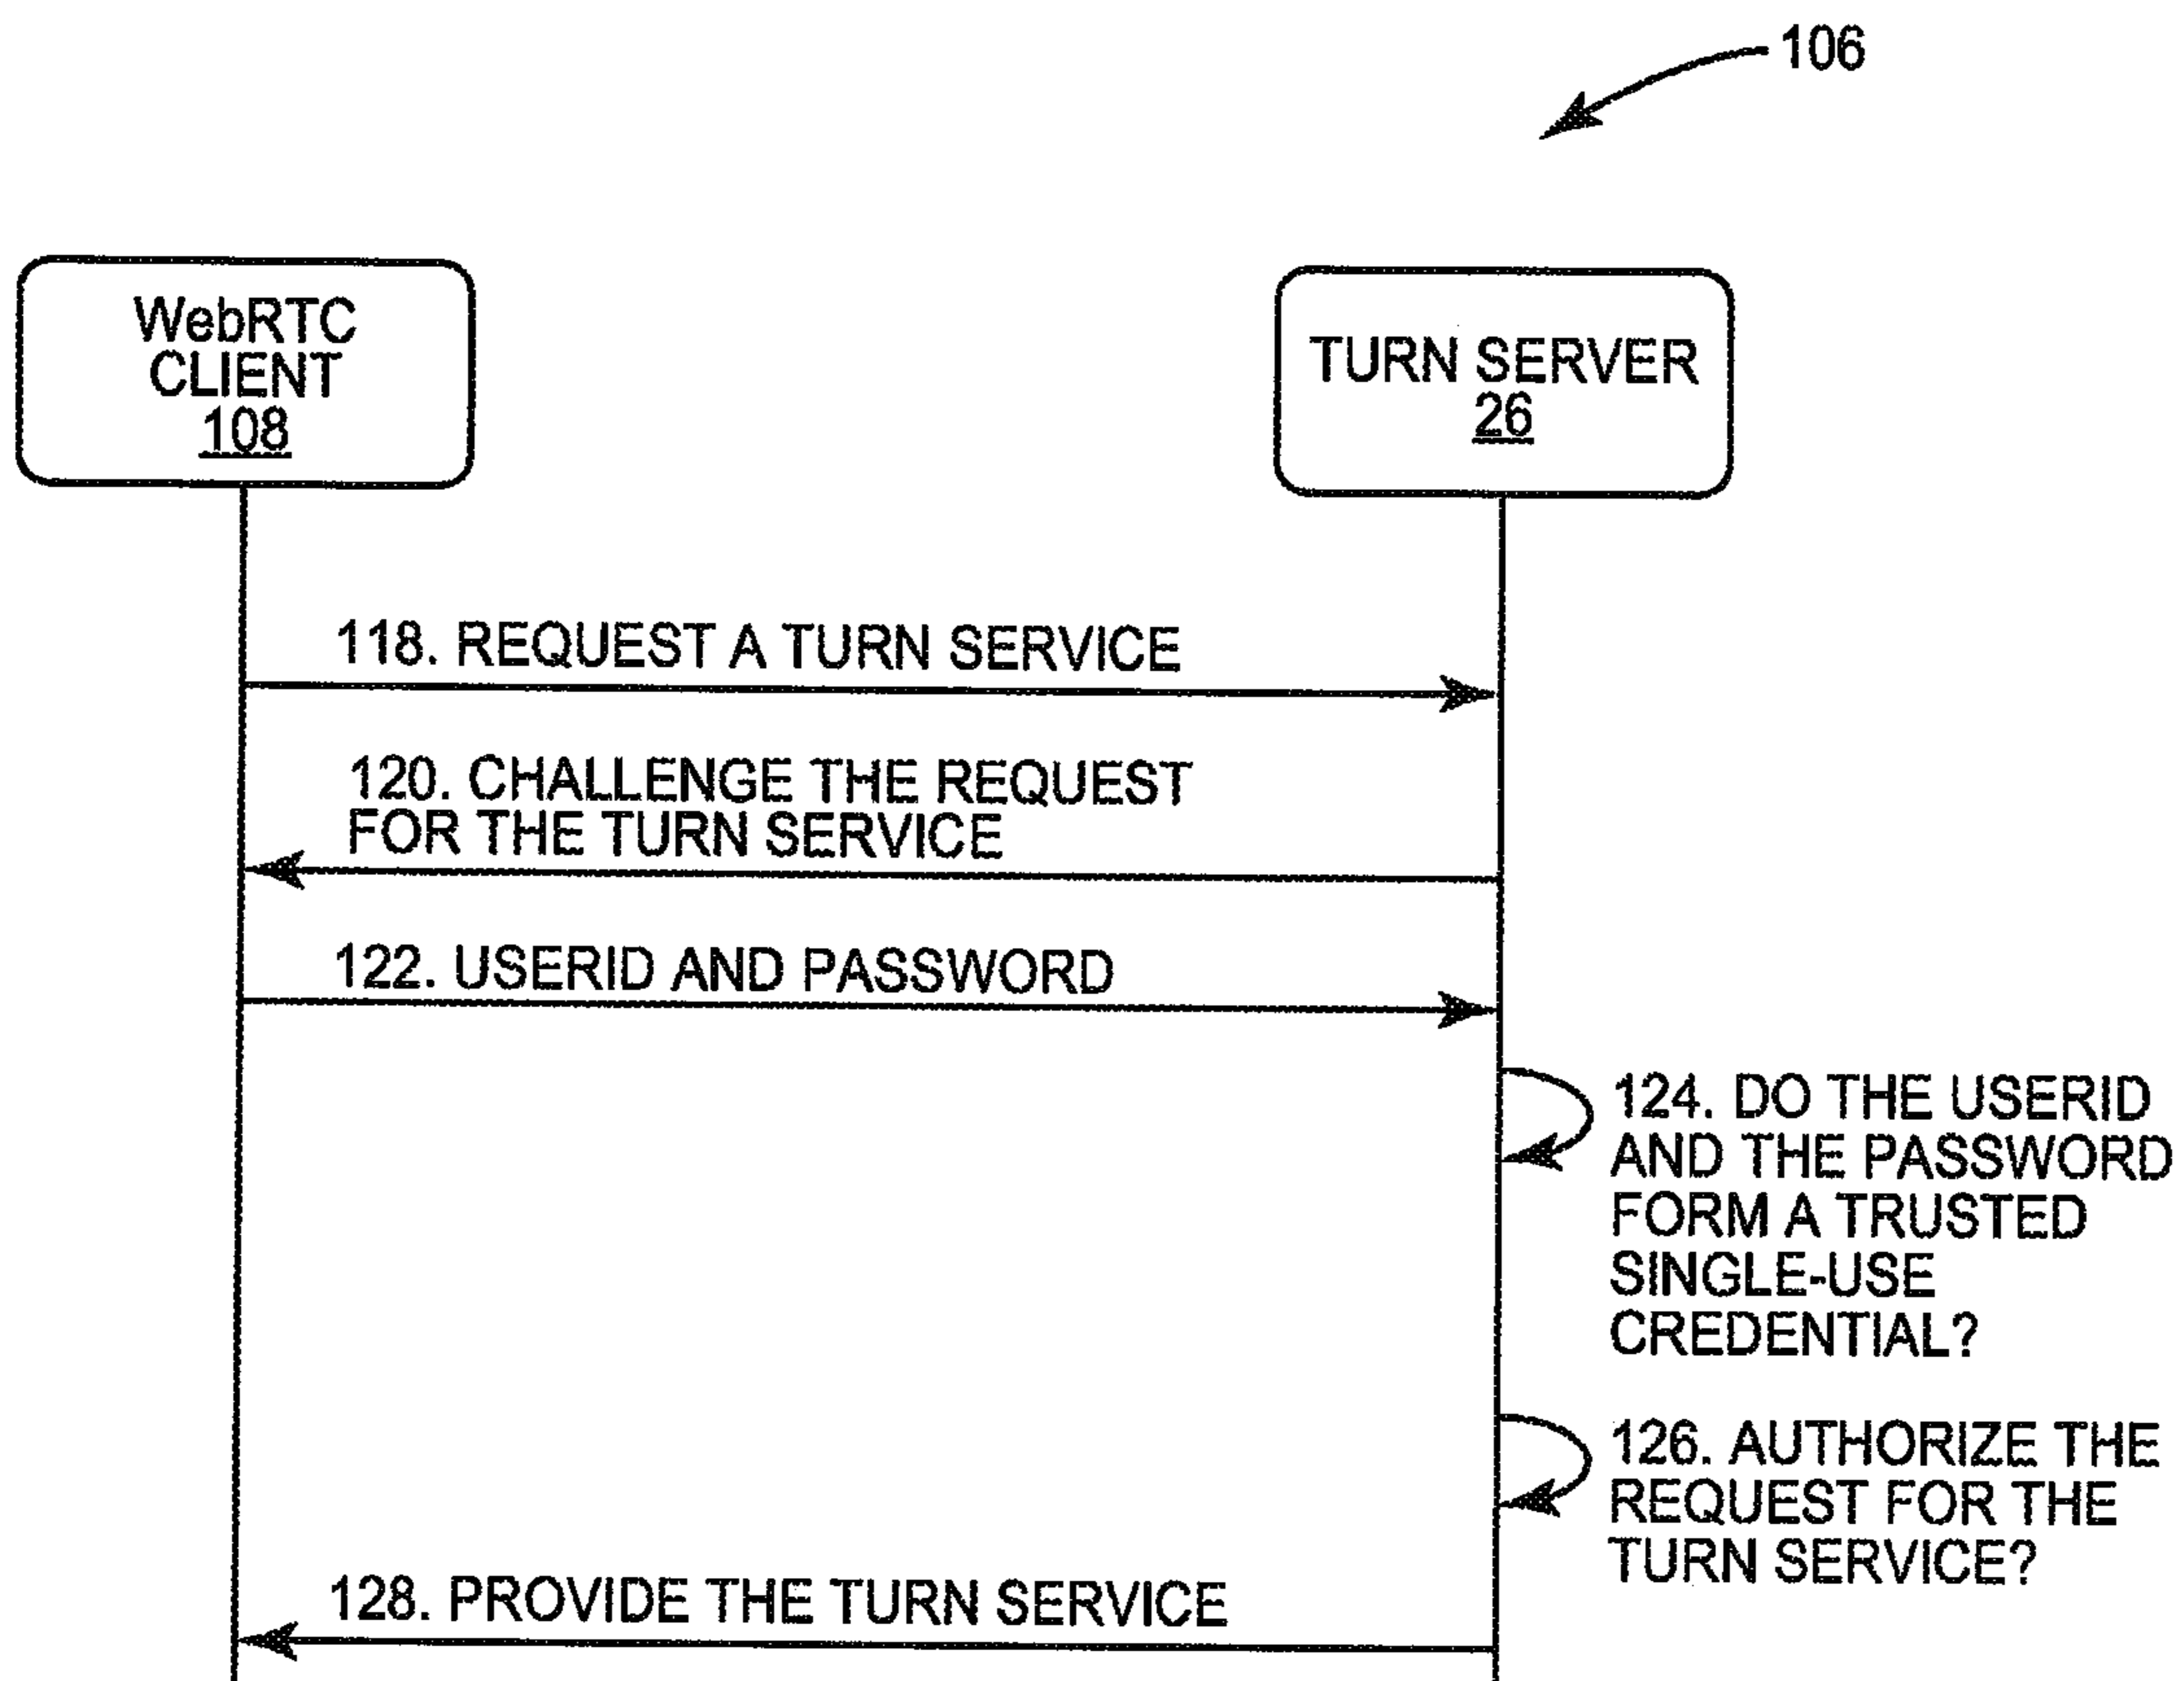 106
WebRTC
CLIENT
108
TURN SERVER
26
118. REQUEST A TURN SERVICE
120. CHALLENGE THE REQUEST
FOR THE TURN SERVICE
122. USERID AND PASSWORD
124. DO THE USERID
AND THE PASSWORD
FORM A TRUSTED
SINGLE-USE
CREDENTIAL?
126. AUTHORIZE THE
REQUEST FOR THE
TURN SERVICE?
128. PROVIDE THE TURN SERVICE